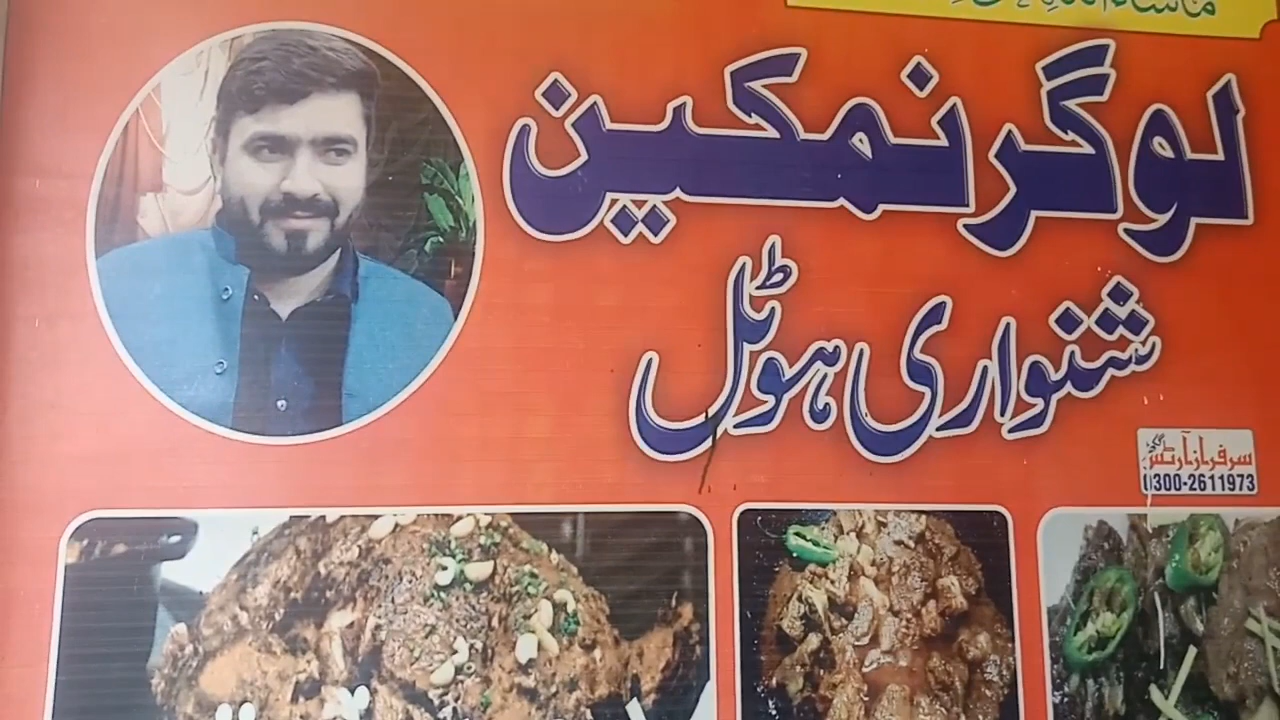 لوگر نمکین
شنواری ہوٹل
سرفراز آرٹس
0300-2611973